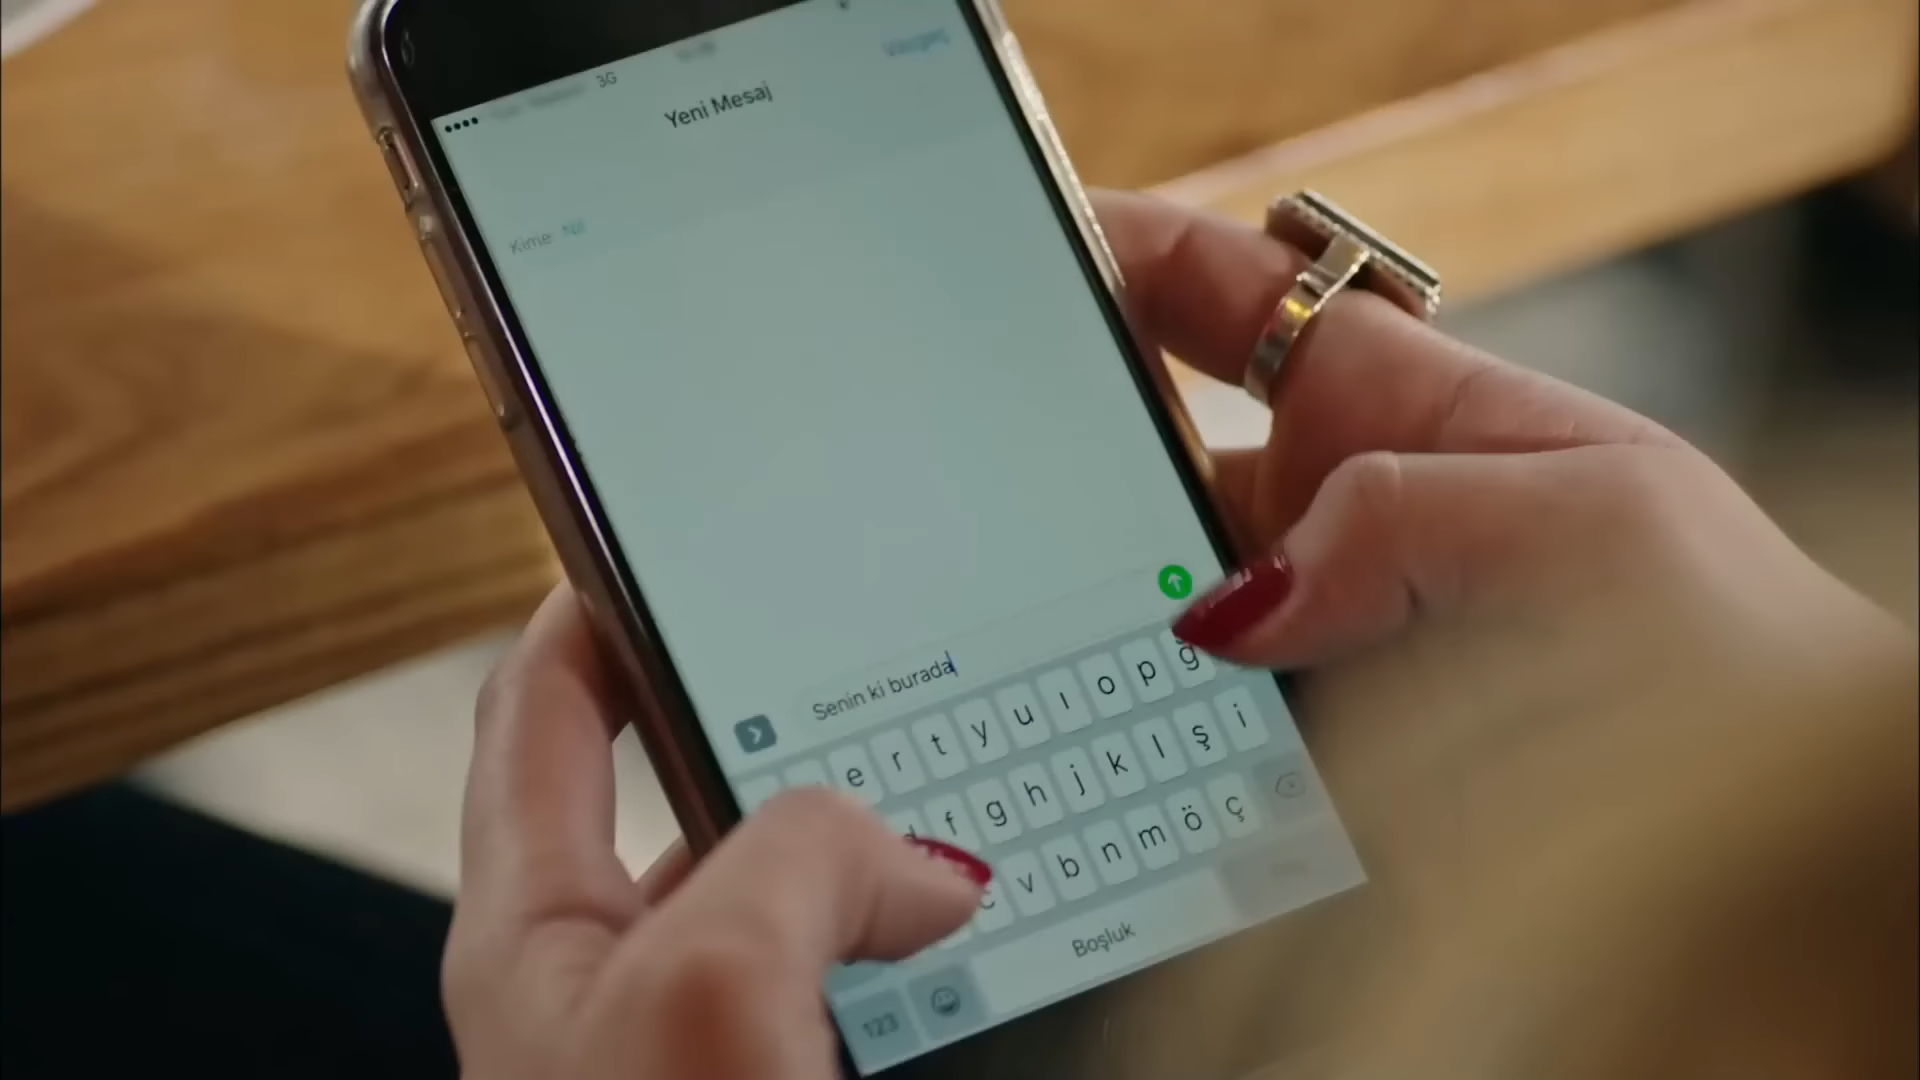 3G
Yeni Mesaj
Kime:
Senin ki burada
e r t y u ı o p ğ
f g h j k l ş i
c v b n m ö ç
123 Boşluk